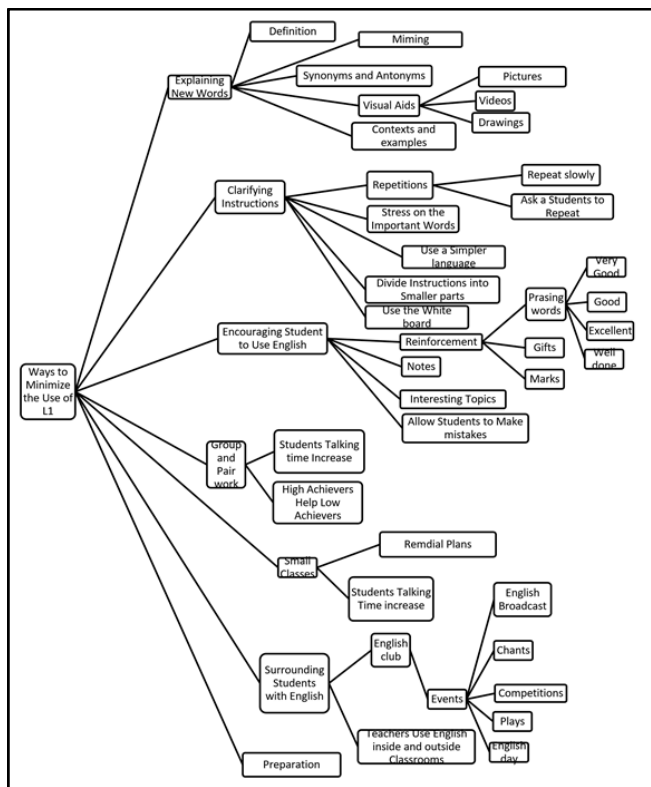 Definition
Miming
Explaining
New Words
Synonyms and Antonyms
Pictures
Visual Aids
Videos
Drawings
Contexts and
examples
Clarifying
Instructions
Repetitions
Repeat slowly
Ask a Students to
Repeat
Stress on the
Important Words
Use a Simpler
language
Divide Instructions into
Smaller parts
Use the White
board
Encouraging Student
to Use English
Reinforcement
Prasing
words
Very
Good
Good
Excellent
Well
done
Gifts
Marks
Notes
Interesting Topics
Allow Students to Make
mistakes
Ways to
Minimize
the Use of
L1
Group
and
Pair
work
Students Talking
time Increase
High Achievers
Help Low
Achievers
Small
Classes
Remdial Plans
Students Talking
Time increase
Surrounding
Students
with English
English
club
Events
English
Broadcast
Chants
Competitions
Plays
English
day
Teachers Use English
inside and outside
Classrooms
Preparation